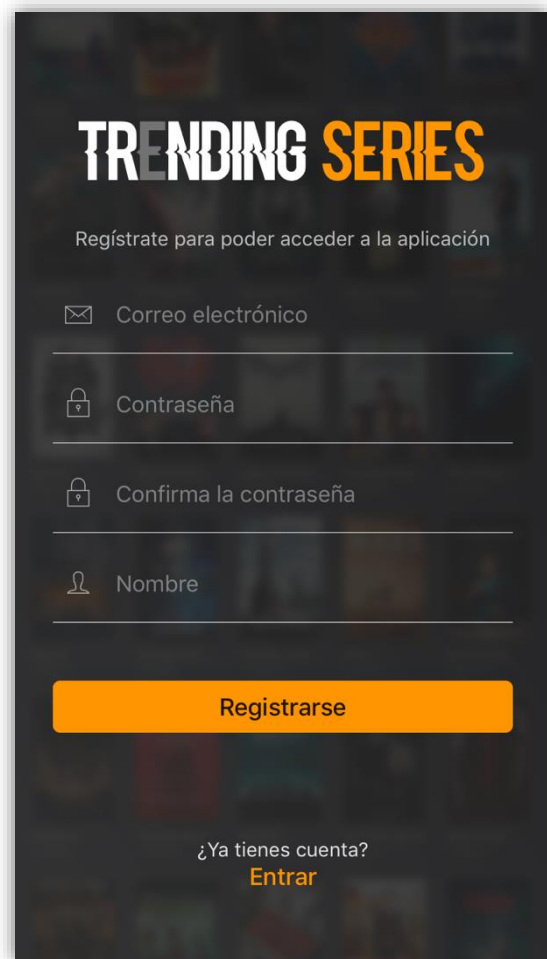 TRENDING SERIES
Regístrate para poder acceder a la aplicación
Correo electrónico
Contraseña
Confirma la contraseña
Nombre
Registrarse
¿Ya tienes cuenta?
Entrar